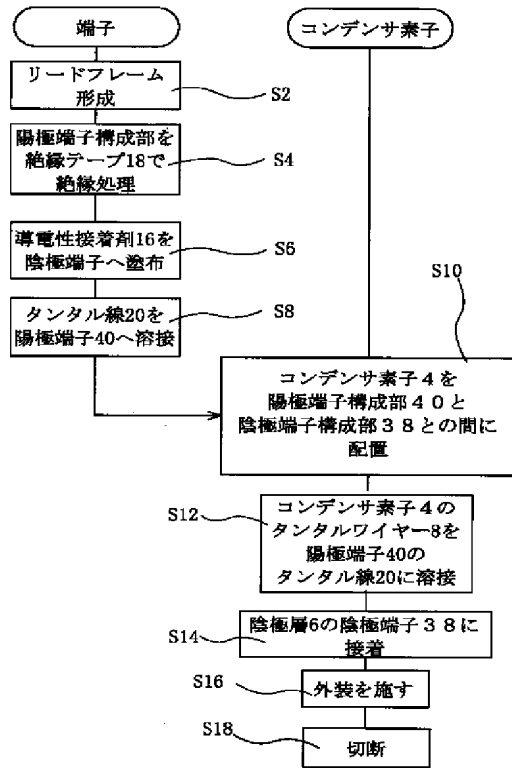 端子
コンデンサ素子
リードフレーム
形成
S2
陽極端子構成部を
絶縁テープ18で
絶縁処理
S4
導電性接着剤16を
陰極端子へ塗布
S6
タンタル線20を
陽極端子40へ溶接
S8
S10
コンデンサ素子４を
陽極端子構成部４０と
陰極端子構成部３８との間に
配置
S12
コンデンサ素子４の
タンタルワイヤー8を
陽極端子40の
タンタル線20に溶接
S14
陰極層6の陰極端子３８に
接着
S16
外装を施す
S18
切断